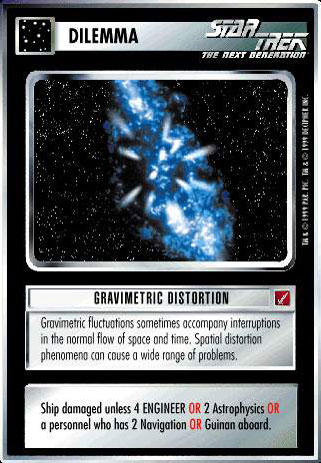 DILEMMA
STAR TREK
THE NEXT GENERATION
TM & © 1999 PAR. PIC. TM & © 1999 DECIPHER INC.
GRAVIMETRIC DISTORTION
Gravimetric fluctuations sometimes accompany interruptions
in the normal flow of space and time. Spatial distortion
phenomena can cause a wide range of problems.
Ship damaged unless 4 ENGINEER OR 2 Astrophysics OR
a personnel who has 2 Navigation OR Guinan aboard.